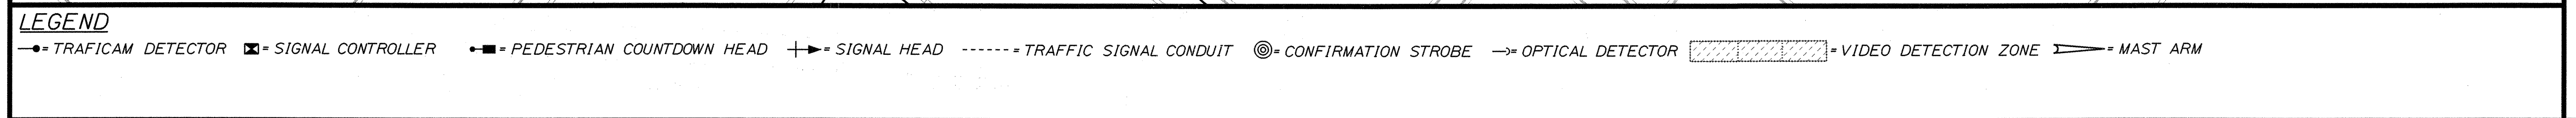 LEGEND
= TRAFICAM DETECTOR = SIGNAL CONTROLLER = PEDESTRIAN COUNTDOWN HEAD = SIGNAL HEAD = TRAFFIC SIGNAL CONDUIT = CONFIRMATION STROBE = OPTICAL DETECTOR = VIDEO DETECTION ZONE = MAST ARM